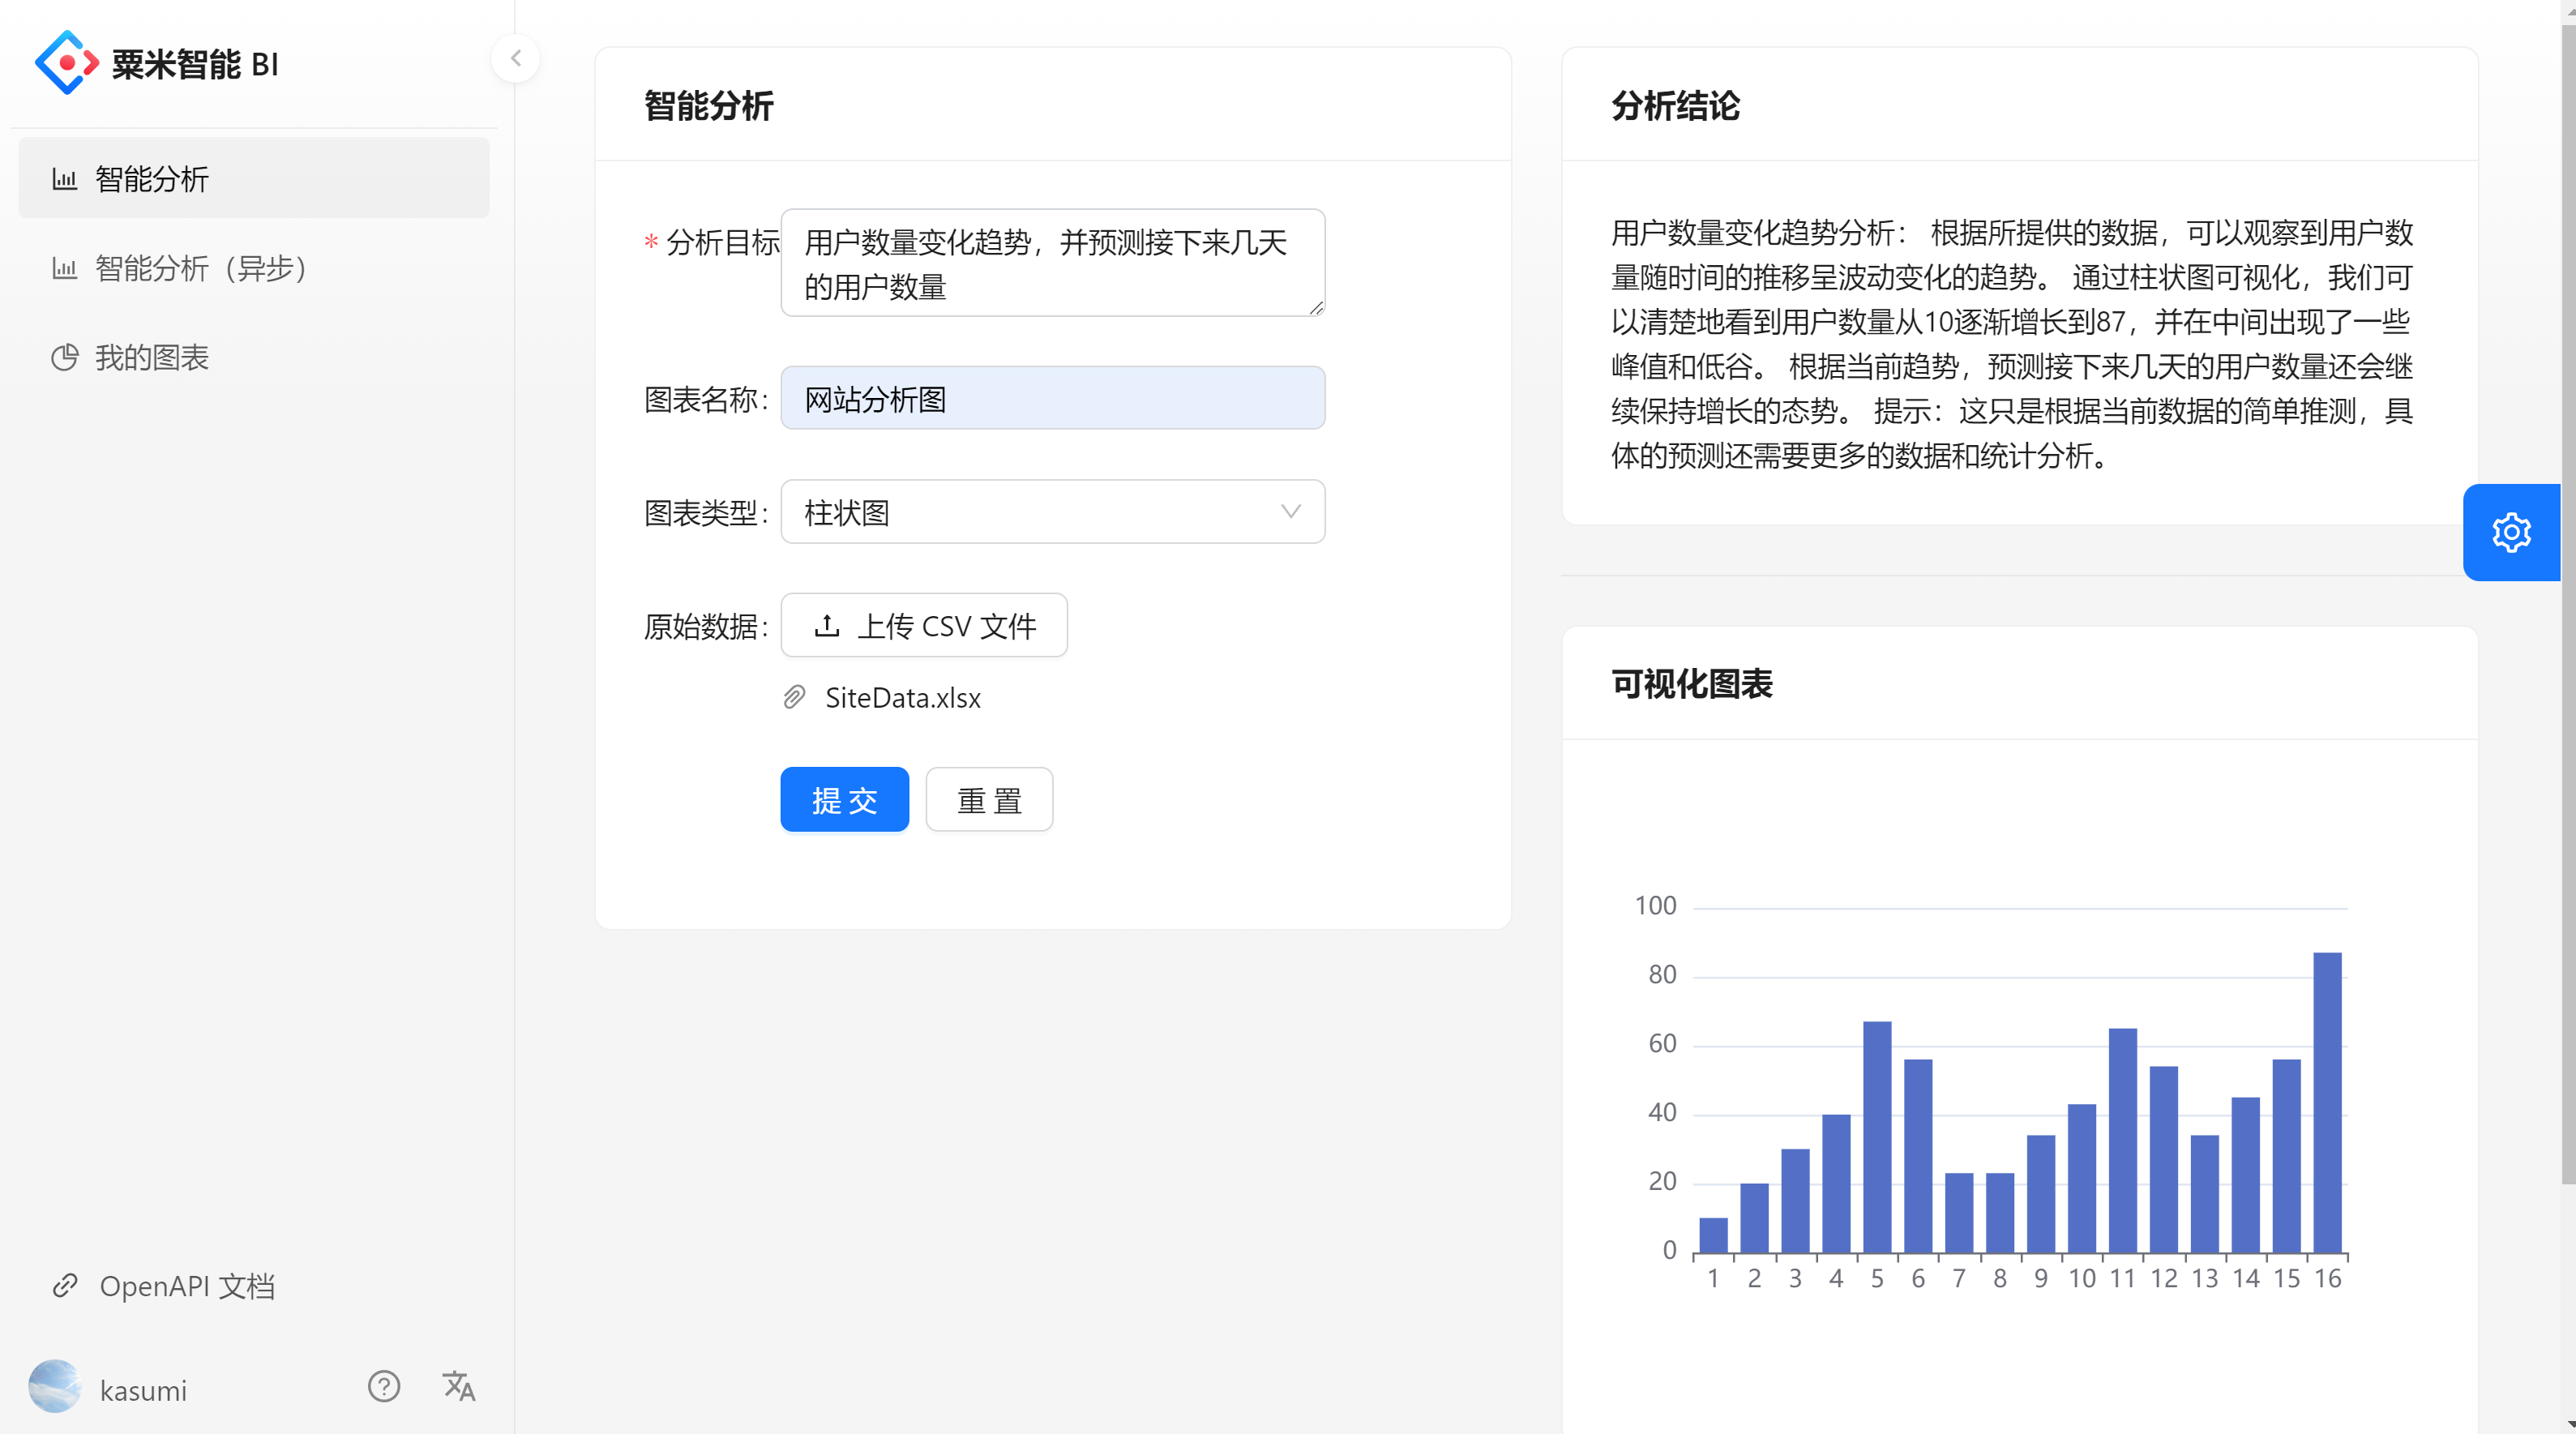 粟米智能 BI
智能分析
智能分析（异步）
我的图表
OpenAPI 文档
kasumi
智能分析
* 分析目标
用户数量变化趋势，并预测接下来几天
的用户数量
图表名称:
网站分析图
图表类型:
柱状图
原始数据:
上传 CSV 文件
SiteData.xlsx
提 交
重 置
分析结论
用户数量变化趋势分析： 根据所提供的数据，可以观察到用户数
量随时间的推移呈波动变化的趋势。 通过柱状图可视化，我们可
以清楚地看到用户数量从10逐渐增长到87，并在中间出现了一些
峰值和低谷。 根据当前趋势，预测接下来几天的用户数量还会继
续保持增长的态势。 提示：这只是根据当前数据的简单推测，具
体的预测还需要更多的数据和统计分析。
可视化图表
100
80
60
40
20
0
1 2 3 4 5 6 7 8 9 10 11 12 13 14 15 16